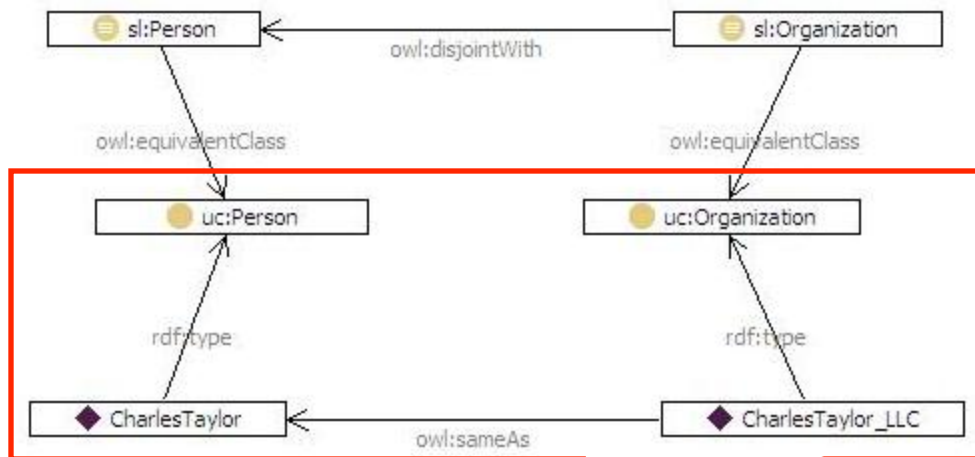 sl:Person
sl:Organization
owl:disjointWith
owl:equivalentClass
owl:equivalentClass
uc:Person
uc:Organization
rdf:type
rdf:type
CharlesTaylor
CharlesTaylor_LLC
owl:sameAs